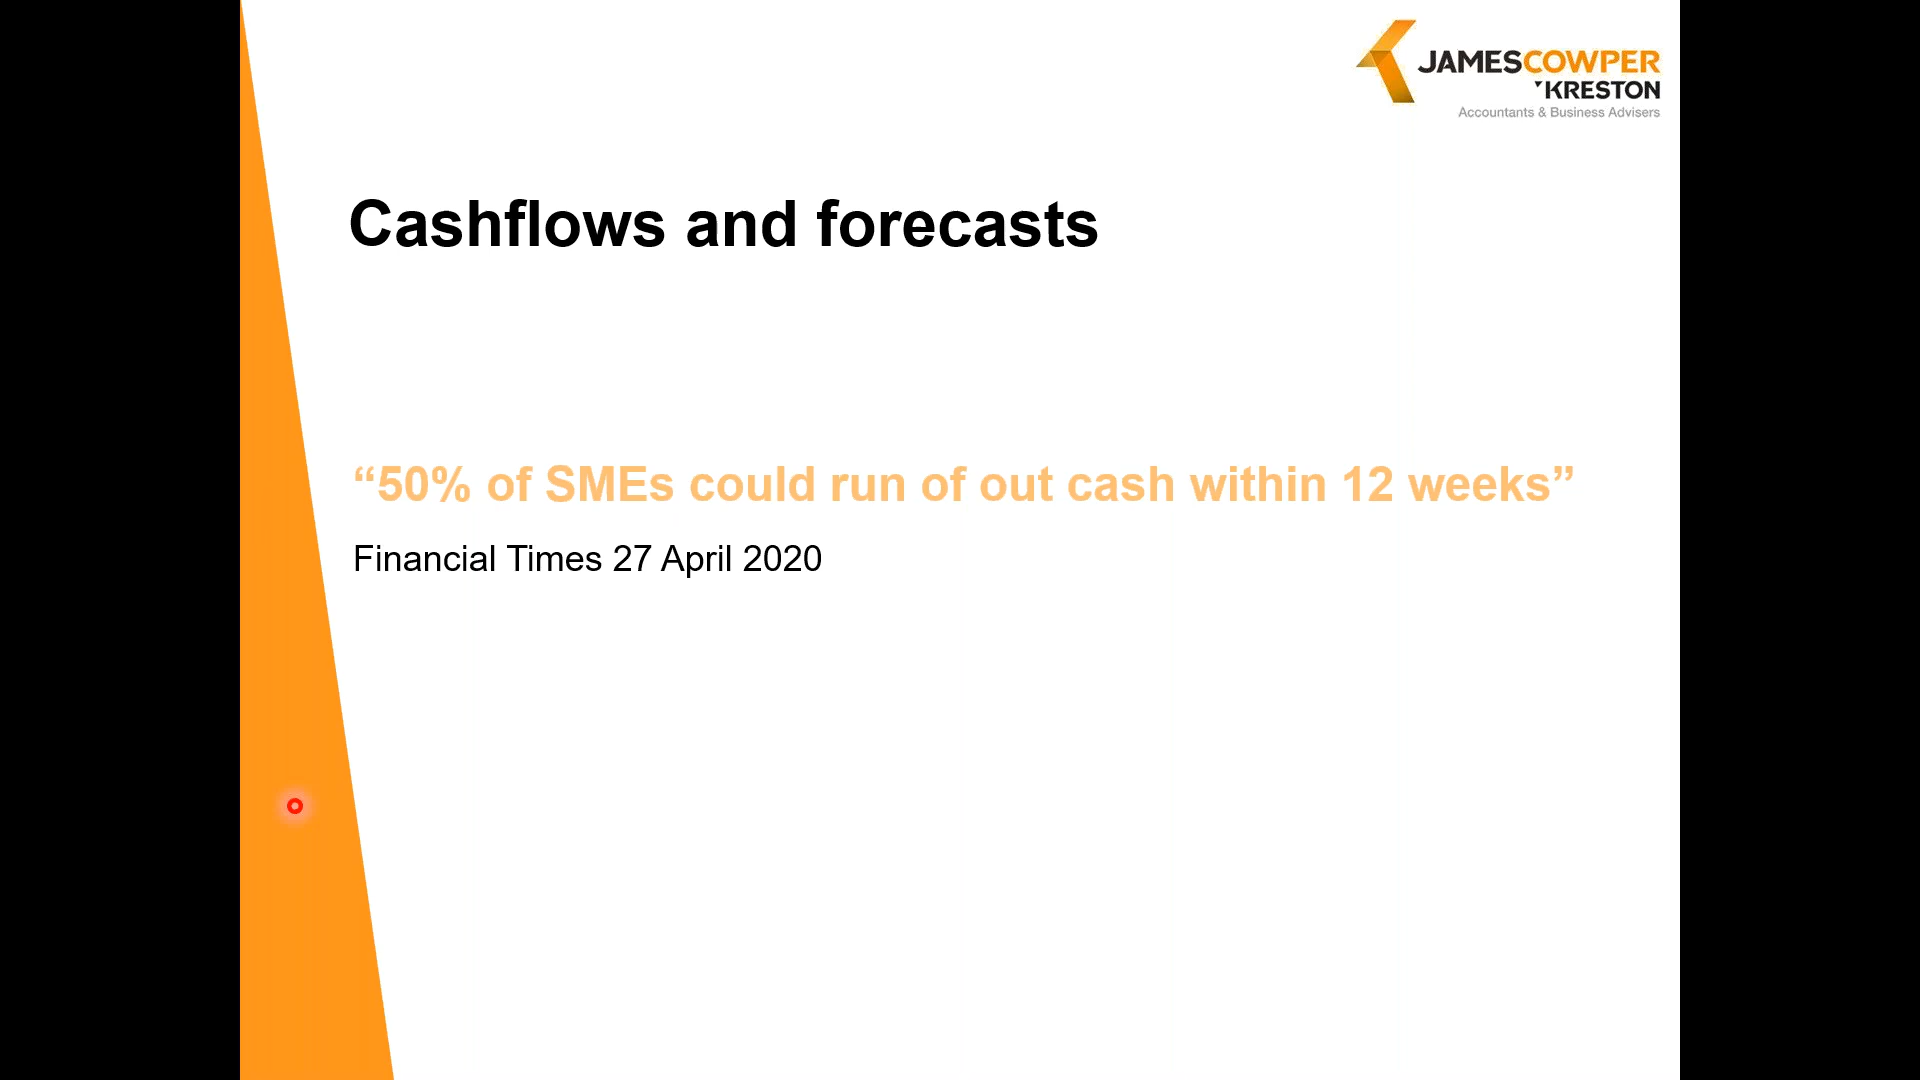 JAMESCOWPER
KRESTON
Accountants & Business Advisers
Cashflows and forecasts
“50% of SMEs could run of out cash within 12 weeks”
Financial Times 27 April 2020